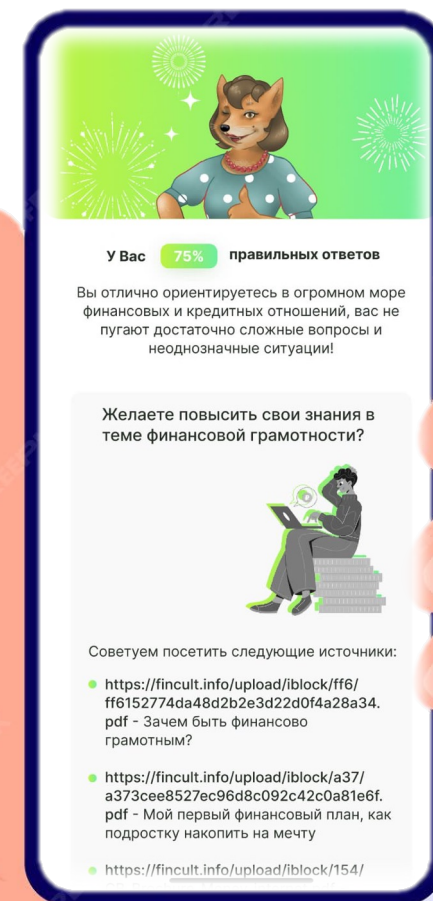 У Вас 75% правильных ответов
Вы отлично ориентируетесь в огромном море
финансовых и кредитных отношений, вас не
пугают достаточно сложные вопросы и
неоднозначные ситуации!
Желаете повысить свои знания в
теме финансовой грамотности?
Советуем посетить следующие источники:
https://fincult.info/upload/iblock/ff6/
ff6152774da48d2b2e3d22d0f4a28a34.
pdf - Зачем быть финансово
грамотным?
https://fincult.info/upload/iblock/a37/
a373cee8527ec96d8c092c42c0a81e6f.
pdf - Мой первый финансовый план, как
подростку накопить на мечту
https://fincult.info/upload/iblock/154/